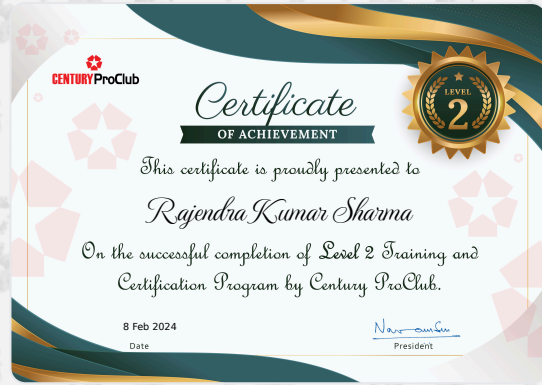 CENTURY ProClub
LEVEL
2
Certificate
OF ACHIEVEMENT
This certificate is proudly presented to
Rajendra Kumar Sharma
On the successful completion of Level 2 Training and
Certification Program by Century ProClub.
8 Feb 2024
Date
President